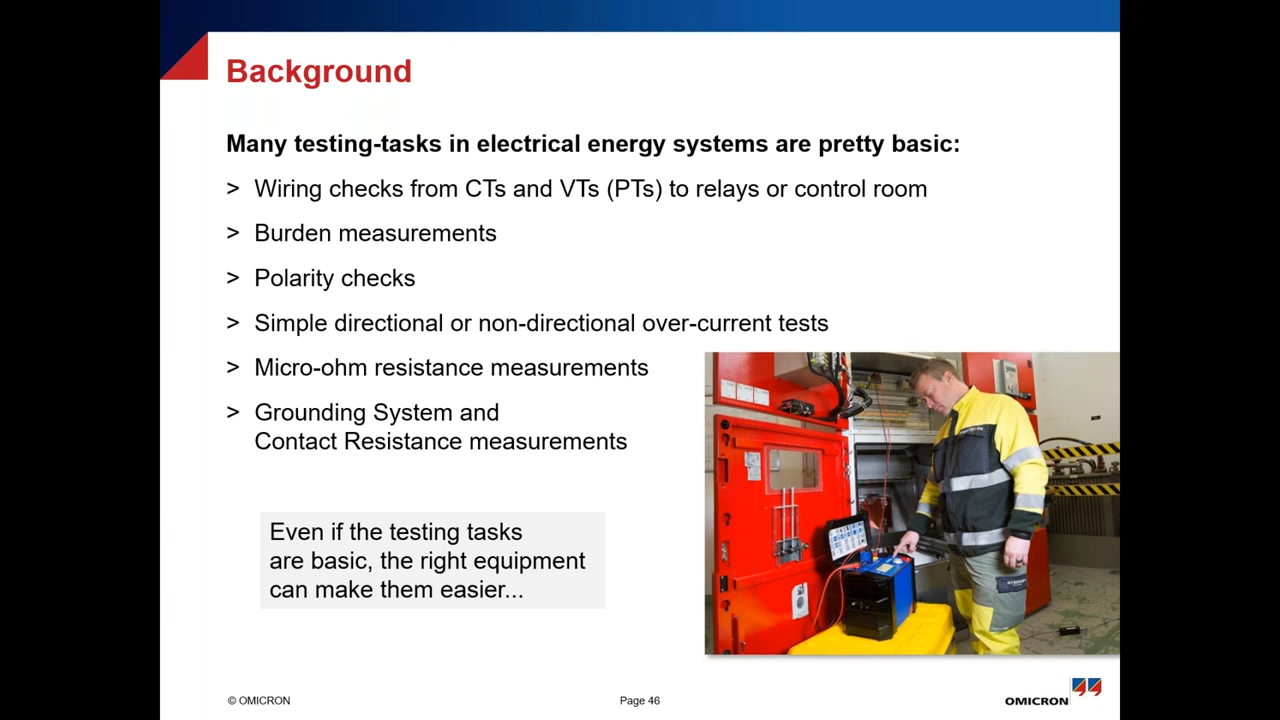 Background
Many testing-tasks in electrical energy systems are pretty basic:
> Wiring checks from CTs and VTs (PTs) to relays or control room
> Burden measurements
> Polarity checks
> Simple directional or non-directional over-current tests
> Micro-ohm resistance measurements
> Grounding System and
Contact Resistance measurements
Even if the testing tasks
are basic, the right equipment
can make them easier...
© OMICRON
Page 46
OMICRON